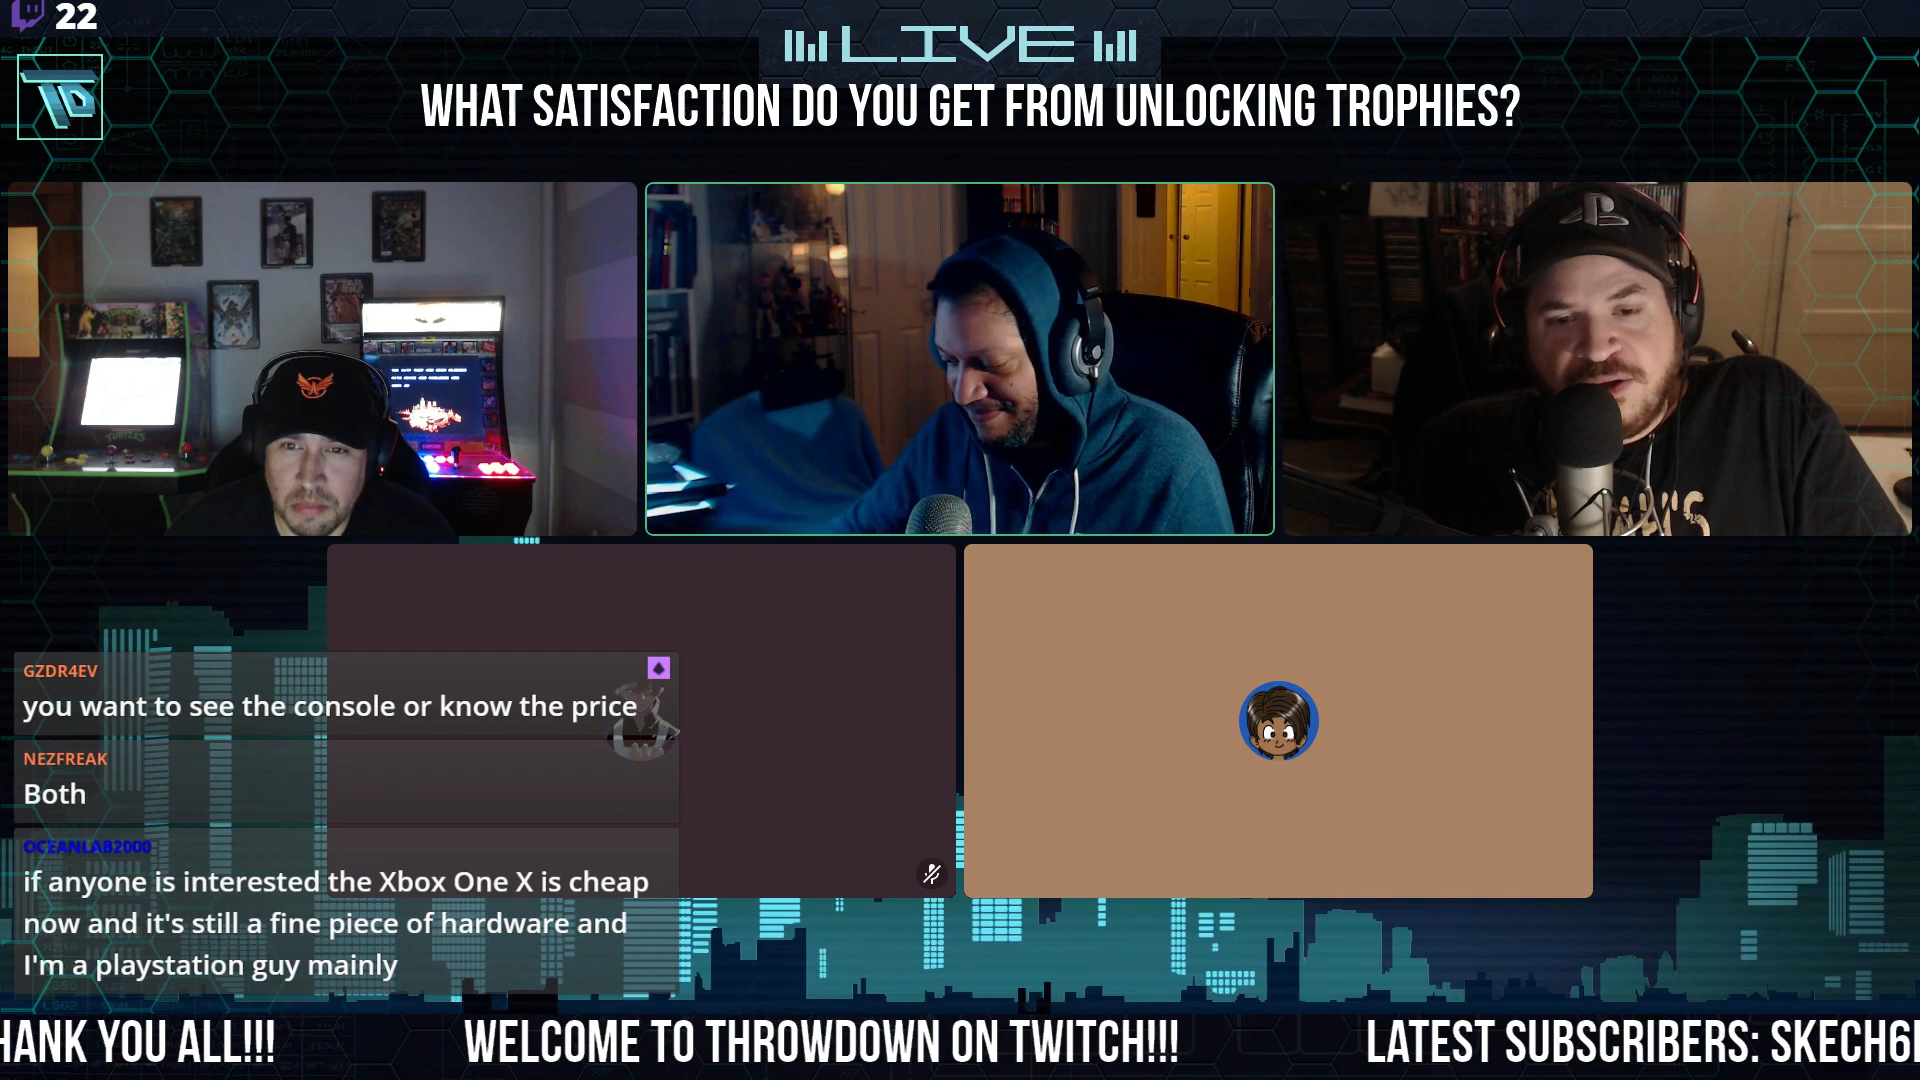 22
LIVE
WHAT SATISFACTION DO YOU GET FROM UNLOCKING TROPHIES?
TURTLES
GZDR4EV
you want to see the console or know the price
NEZFREAK
Both
OCEANLAB2000
if anyone is interested the Xbox One X is cheap
now and it's still a fine piece of hardware and
I'm a playstation guy mainly
HANK YOU ALL!!!
WELCOME TO THROWDOWN ON TWITCH!!!
LATEST SUBSCRIBERS: SKECH6